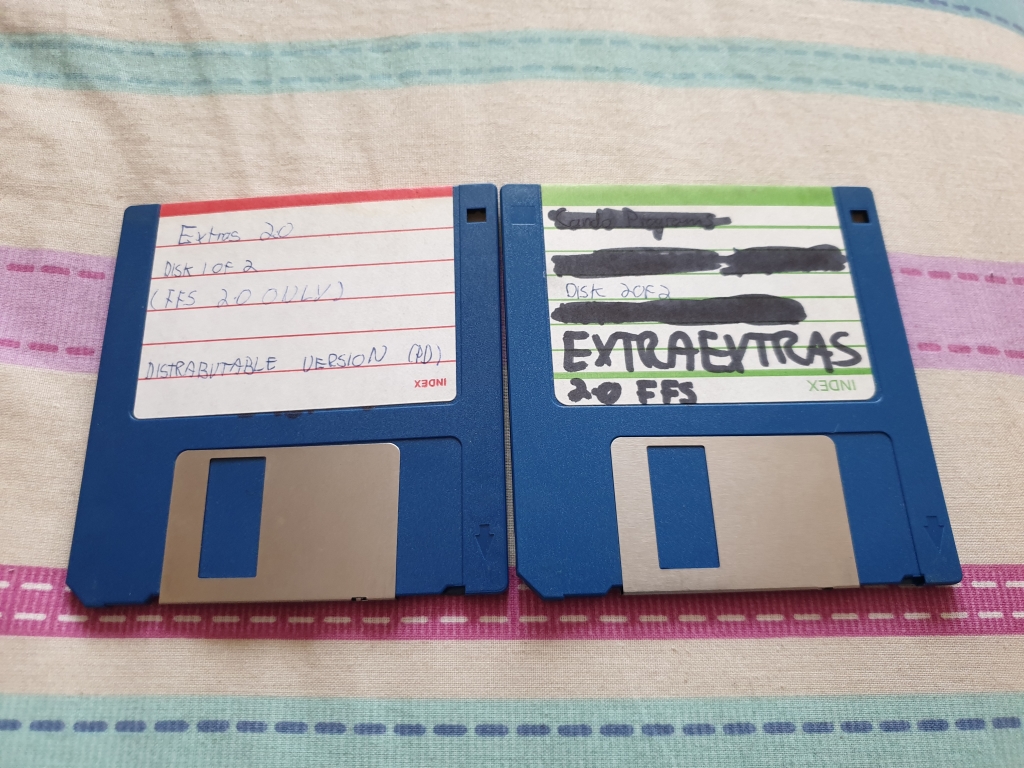 Extras 2.0
DISK 1 OF 2
(FFS 2.0 ONLY)
DISTRABUTABLE VERSION (PD)
INDEX
DISK 2 OF 2
EXTRAEXTRAS
2.0 FFS
INDEX